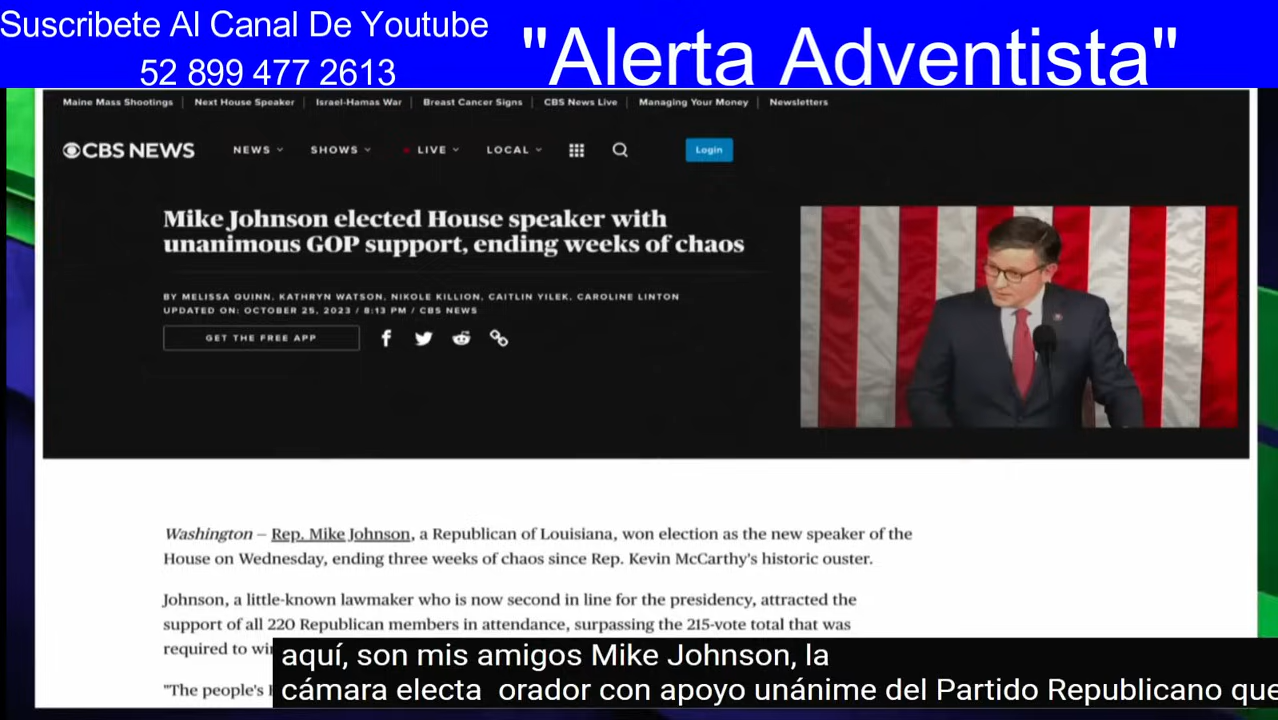 Suscribete Al Canal De Youtube
52 899 477 2613
"Alerta Adventista"
Maine Mass Shootings
Next House Speaker
Israel-Hamas War
Breast Cancer Signs
CBS News Live
Managing Your Money
Newsletters
CBS NEWS
NEWS
SHOWS
LIVE
LOCAL
Login
Mike Johnson elected House speaker with
unanimous GOP support, ending weeks of chaos
BY MELISSA QUINN, KATHRYN WATSON, NIKOLE KILLION, CAITLIN YILEK, CAROLINE LINTON
UPDATED ON: OCTOBER 25, 2023 / 8:13 PM / CBS NEWS
GET THE FREE APP
Washington — Rep. Mike Johnson, a Republican of Louisiana, won election as the new speaker of the
House on Wednesday, ending three weeks of chaos since Rep. Kevin McCarthy's historic ouster.
Johnson, a little-known lawmaker who is now second in line for the presidency, attracted the
support of all 220 Republican members in attendance, surpassing the 215-vote total that was
required to
"The people's
aquí, son mis amigos Mike Johnson, la
cámara electa orador con apoyo unánime del Partido Republicano que